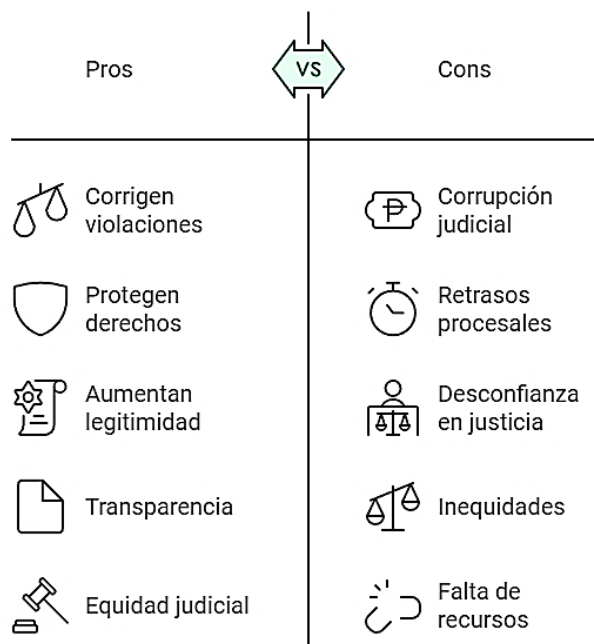 Pros
VS
Cons
Corrigen
violaciones
Corrupción
judicial
Protegen
derechos
Retrasos
procesales
Aumentan
legitimidad
Desconfianza
en justicia
Transparencia
Inequidades
Equidad judicial
Falta de
recursos